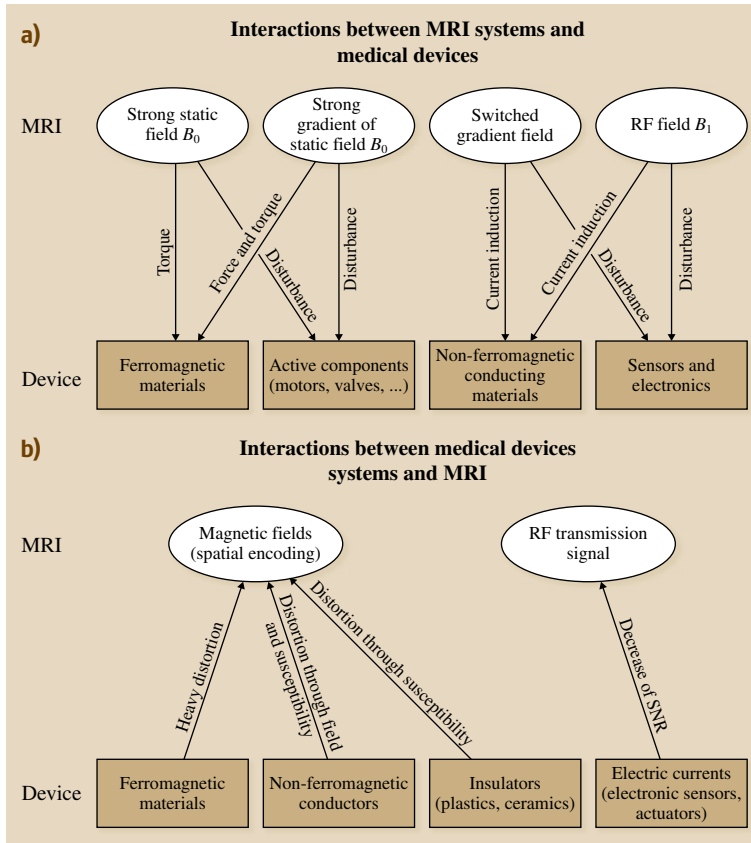 a)
Interactions between MRI systems and
medical devices
MRI
Strong static
field B₀
Strong
gradient of
static field B₀
Switched
gradient field
RF field B₁
Torque
Force and torque
Disturbance
Disturbance
Current induction
Current induction
Disturbance
Disturbance
Device
Ferromagnetic
materials
Active components
(motors, valves, ...)
Non-ferromagnetic
conducting
materials
Sensors and
electronics
b)
Interactions between medical devices
systems and MRI
MRI
Magnetic fields
(spatial encoding)
RF transmission
signal
Heavy distortion
Distortion through field
and susceptibility
Distortion through susceptibility
Decrease of SNR
Device
Ferromagnetic
materials
Non-ferromagnetic
conductors
Insulators
(plastics, ceramics)
Electric currents
(electronic sensors,
actuators)